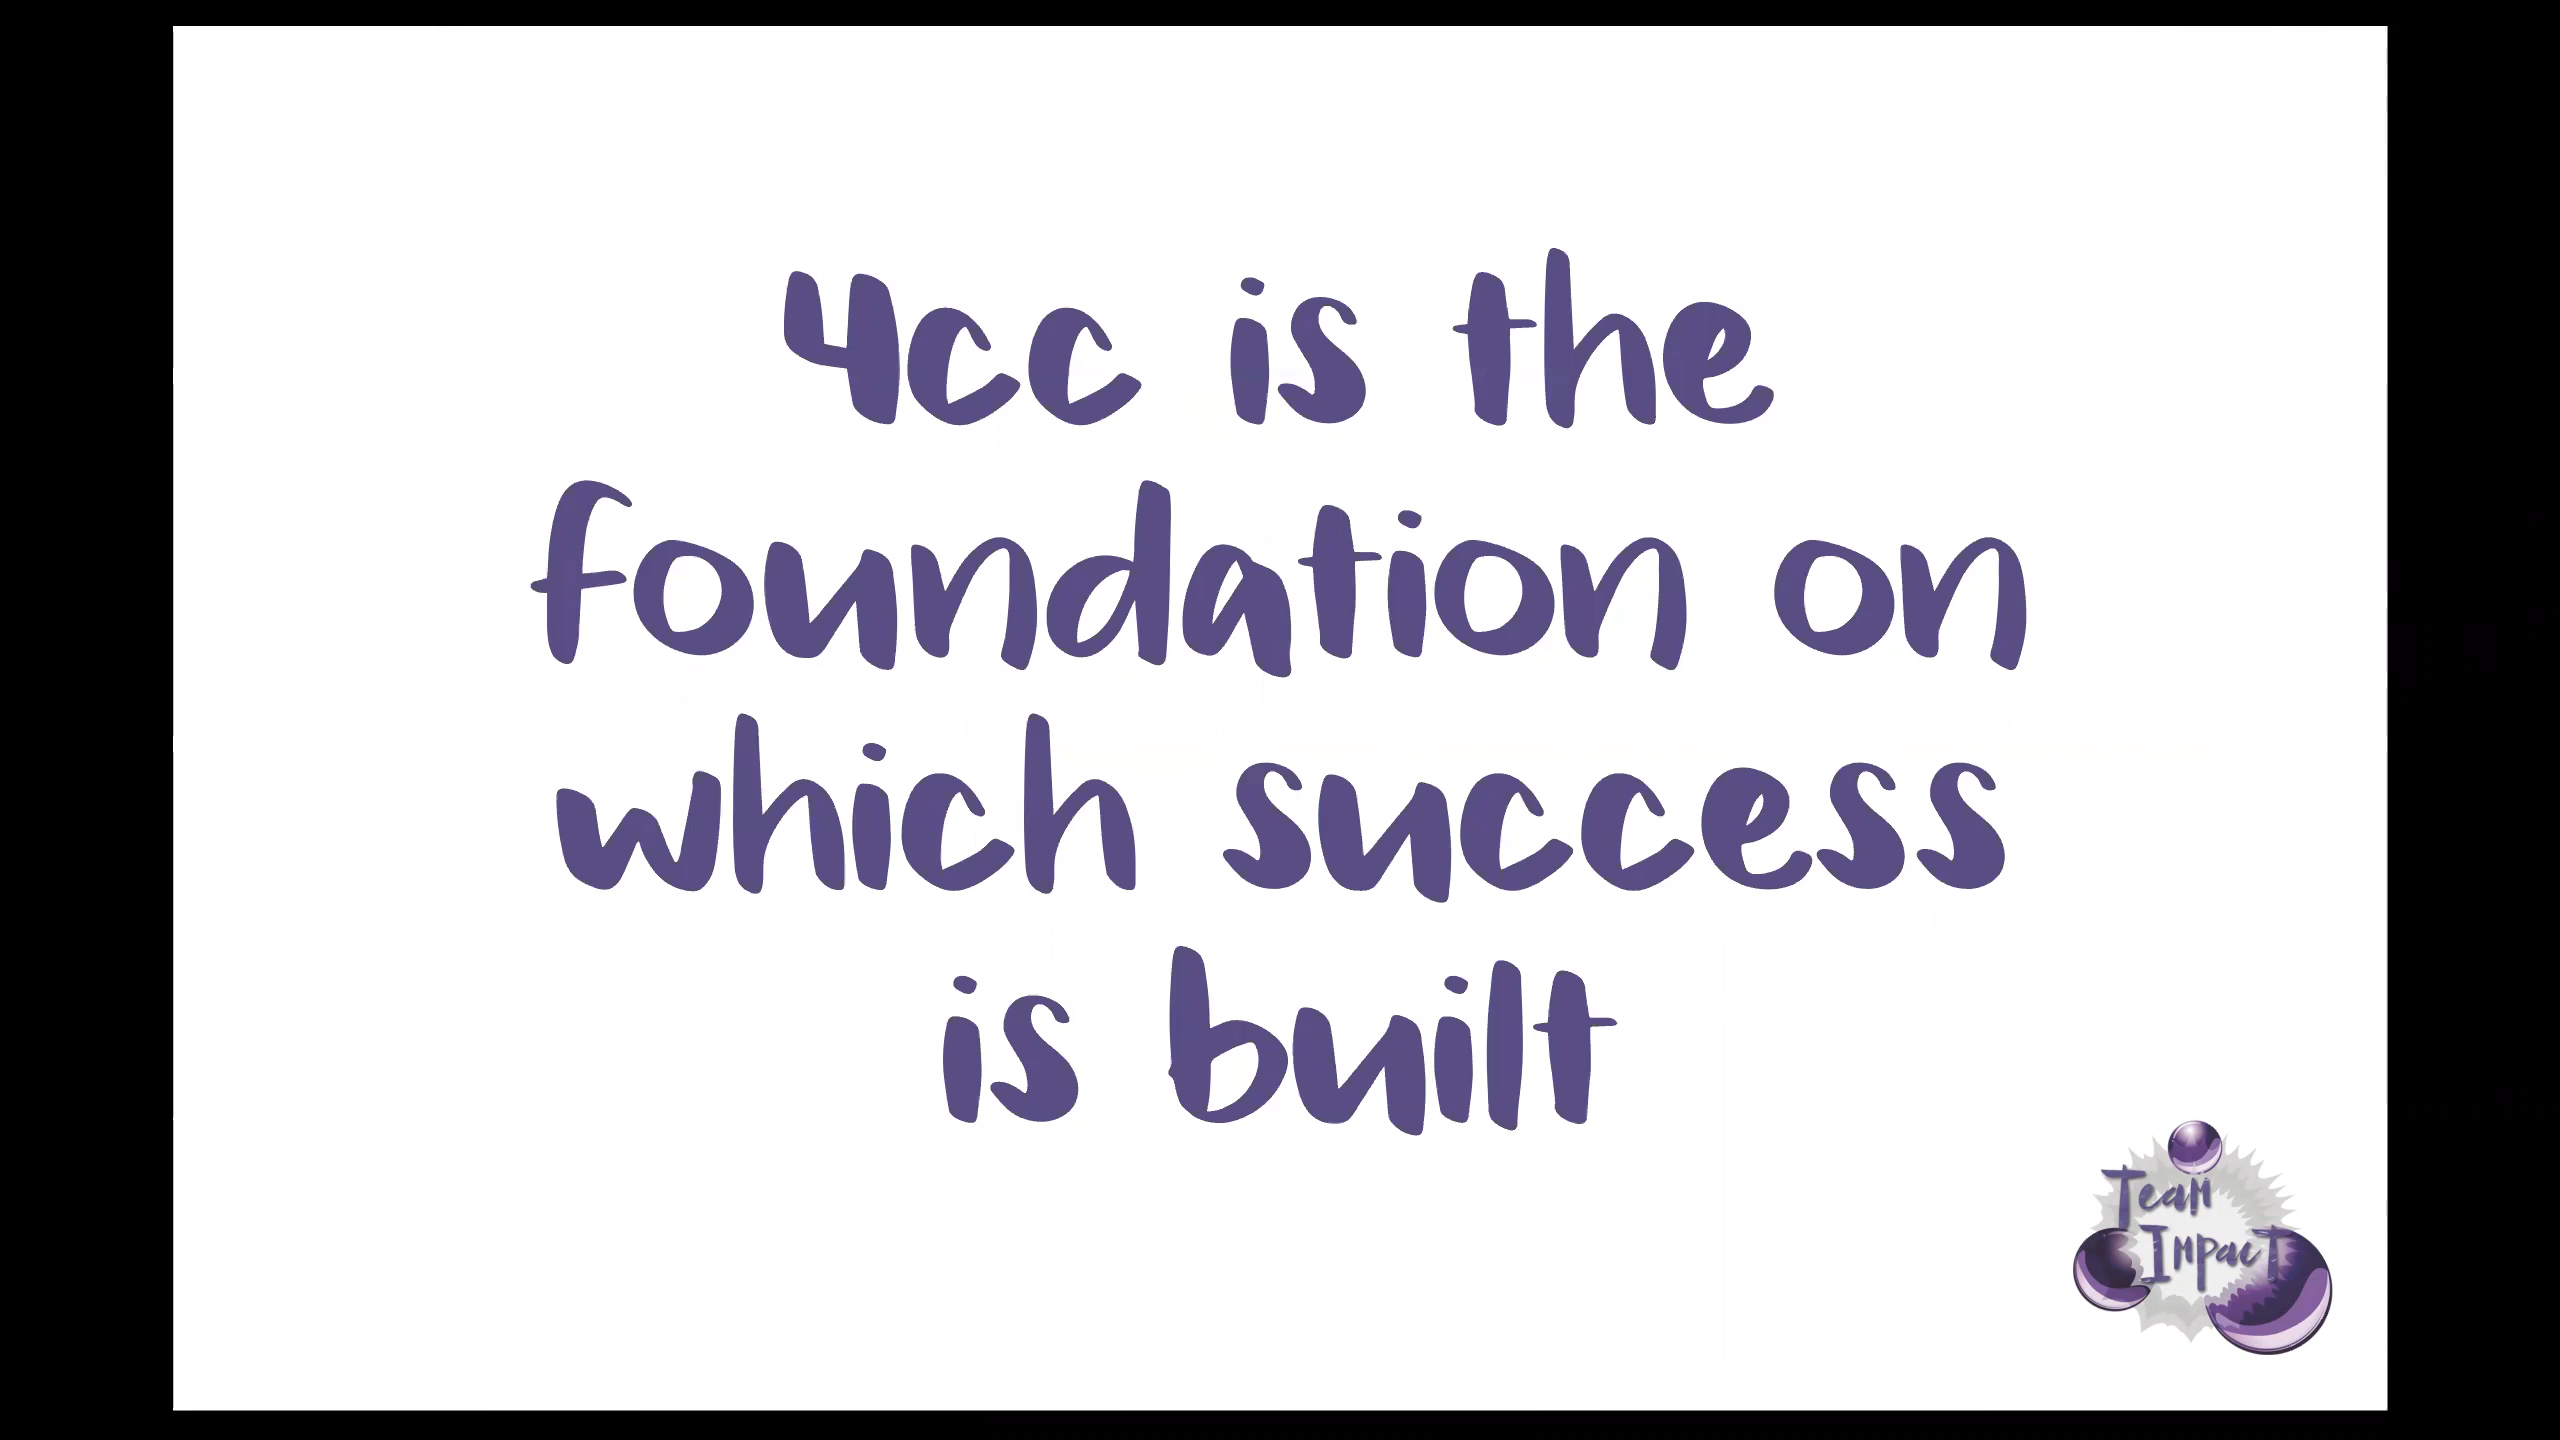 4cc is the
foundation on
which success
is built
Team
Impact